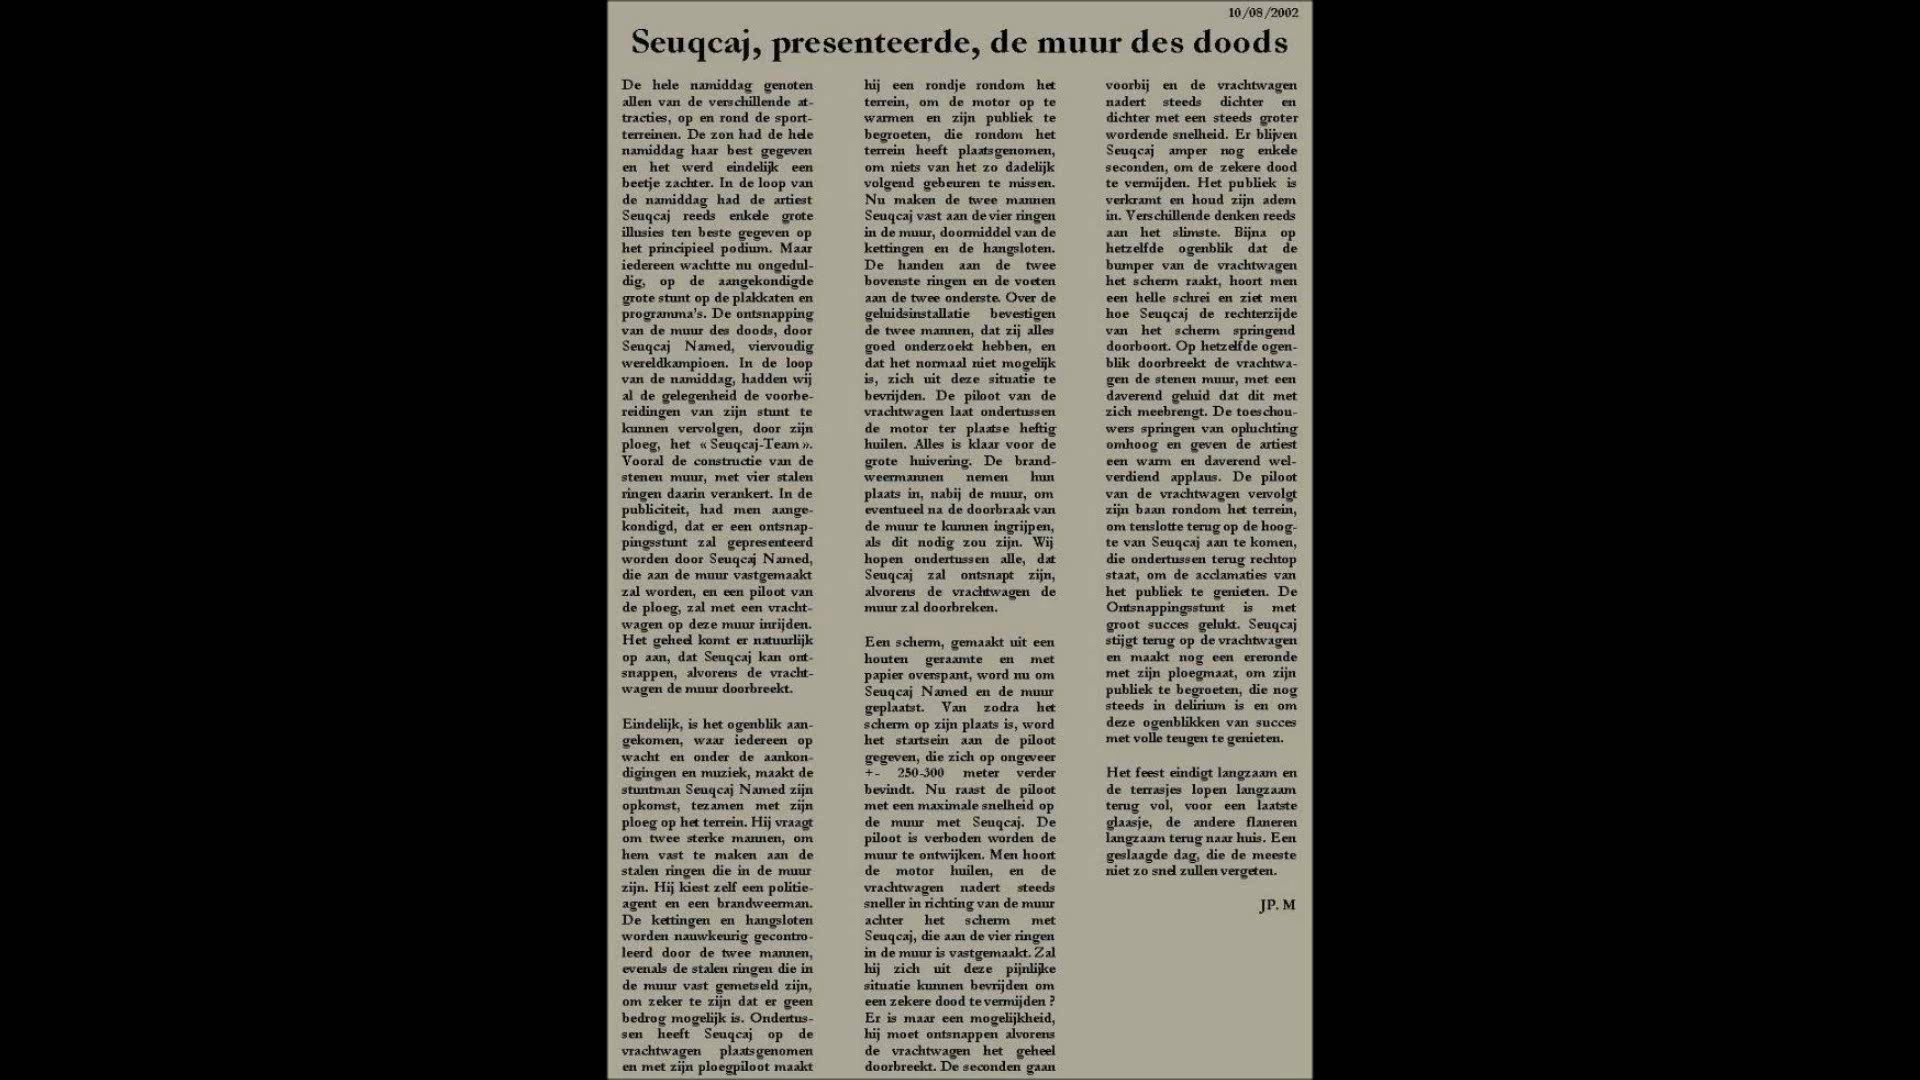 10/08/2002
Seuqcaj, presenteerde, de muur des doods
De hele namiddag genoten
allen van de verschillende at-
tracties, op en rond de sport-
terreinen. De zon had de hele
namiddag haar best gegeven
en het werd eindelijk een
beetje zachter. In de loop van
de namiddag had de artiest
Seuqcaj reeds enkele grote
illusies ten beste gegeven op
het principieel podium. Maar
iedereen wachtte nu ongedul-
dig, op de aangekondigde
grote stunt op de plakkaten en
programma's. De ontsnapping
van de muur des doods, door
Seuqcaj Named, viervoudig
wereldkampioen. In de loop
van de namiddag, hadden wij
al de gelegenheid de voorbe-
reidingen van zijn stunt te
kunnen vervolgen, door zijn
ploeg, het « Seuqcaj-Team ».
Vooral de constructie van de
stenen muur, met vier stalen
ringen daarin verankert. In de
publiciteit, had men aange-
kondigd, dat er een ontsnap-
pingsstunt zal gepresenteerd
worden door Seuqcaj Named,
die aan de muur vastgemaakt
zal worden, en een piloot van
de ploeg, zal met een vracht-
wagen op deze muur inrijden.
Het geheel komt er natuurlijk
op aan, dat Seuqcaj kan ont-
snappen, alvorens de vracht-
wagen de muur doorbreekt.
Eindelijk, is het ogenblik aan-
gekomen, waar iedereen op
wacht en onder de aankon-
digingen en muziek, maakt de
stuntman Seuqcaj Named zijn
opkomst, tezamen met zijn
ploeg op het terrein. Hij vraagt
om twee sterke mannen, om
hem vast te maken aan de
stalen ringen die in de muur
zijn. Hij kiest zelf een politie-
agent en een brandweerman.
De kettingen en hangsloten
worden nauwkeurig gecontro-
leerd door de twee mannen,
evenals de stalen ringen die in
de muur vast gemetseld zijn,
om zeker te zijn dat er geen
bedrog mogelijk is. Ondertus-
sen heeft Seuqcaj op de
vrachtwagen plaatsgenomen
en met zijn ploegpiloot maakt
hij een rondje rondom het
terrein, om de motor op te
warmen en zijn publiek te
begroeten, die rondom het
terrein heeft plaatsgenomen,
om niets van het zo dadelijk
volgend gebeuren te missen.
Nu maken de twee mannen
Seuqcaj vast aan de vier ringen
in de muur, doormiddel van de
kettingen en de hangsloten.
De handen aan de twee
bovenste ringen en de voeten
aan de twee onderste. Over de
geluidsinstallatie bevestigen
de twee mannen, dat zij alles
goed onderzoekt hebben, en
dat het normaal niet mogelijk
is, zich uit deze situatie te
bevrijden. De piloot van de
vrachtwagen laat ondertussen
de motor ter plaatse heftig
huilen. Alles is klaar voor de
grote huivering. De brand-
weermannen nemen hun
plaats in, nabij de muur, om
eventueel na de doorbraak van
de muur te kunnen ingrijpen,
als dit nodig zou zijn. Wij
hopen ondertussen alle, dat
Seuqcaj zal ontsnapt zijn,
alvorens de vrachtwagen de
muur zal doorbreken.
Een scherm, gemaakt uit een
houten geraamte en met
papier overspant, word nu om
Seuqcaj Named en de muur
geplaatst. Van zodra het
scherm op zijn plaats is, word
het startsein aan de piloot
gegeven, die zich op ongeveer
+- 250-300 meter verder
bevindt. Nu raast de piloot
met een maximale snelheid op
de muur met Seuqcaj. De
piloot is verboden worden de
muur te ontwijken. Men hoort
de motor huilen, en de
vrachtwagen nadert steeds
sneller in richting van de muur
achter het scherm met
Seuqcaj, die aan de vier ringen
in de muur is vastgemaakt. Zal
hij zich uit deze pijnlijke
situatie kunnen bevrijden om
een zekere dood te vermijden ?
Er is maar een mogelijkheid,
hij moet ontsnappen alvorens
de vrachtwagen het geheel
doorbreekt. De seconden gaan
voorbij en de vrachtwagen
nadert steeds dichter en
dichter met een steeds groter
wordende snelheid. Er blijven
Seuqcaj amper nog enkele
seconden, om de zekere dood
te vermijden. Het publiek is
verkramt en houd zijn adem
in. Verschillende denken reeds
aan het slimste. Bijna op
hetzelfde ogenblik dat de
bumper van de vrachtwagen
het scherm raakt, hoort men
een helle schrei en ziet men
hoe Seuqcaj de rechterzijde
van het scherm springend
doorboort. Op hetzelfde ogen-
blik doorbreekt de vrachtwa-
gen de stenen muur, met een
daverend geluid dat dit met
zich meebrengt. De toeschou-
wers springen van opluchting
omhoog en geven de artiest
een warm en daverend wel-
verdiend applaus. De piloot
van de vrachtwagen vervolgt
zijn baan rondom het terrein,
om tenslotte terug op de hoog-
te van Seuqcaj aan te komen,
die ondertussen terug rechtop
staat, om de acclamaties van
het publiek te genieten. De
Ontsnappingsstunt is met
groot succes gelukt. Seuqcaj
stijgt terug op de vrachtwagen
en maakt nog een ereronde
met zijn ploegmaat, om zijn
publiek te begroeten, die nog
steeds in delirium is en om
deze ogenblikken van succes
met volle teugen te genieten.
Het feest eindigt langzaam en
de terrasjes lopen langzaam
terug vol, voor een laatste
glaasje, de andere flaneren
langzaam terug naar huis. Een
geslaagde dag, die de meeste
niet zo snel zullen vergeten.
JP. M